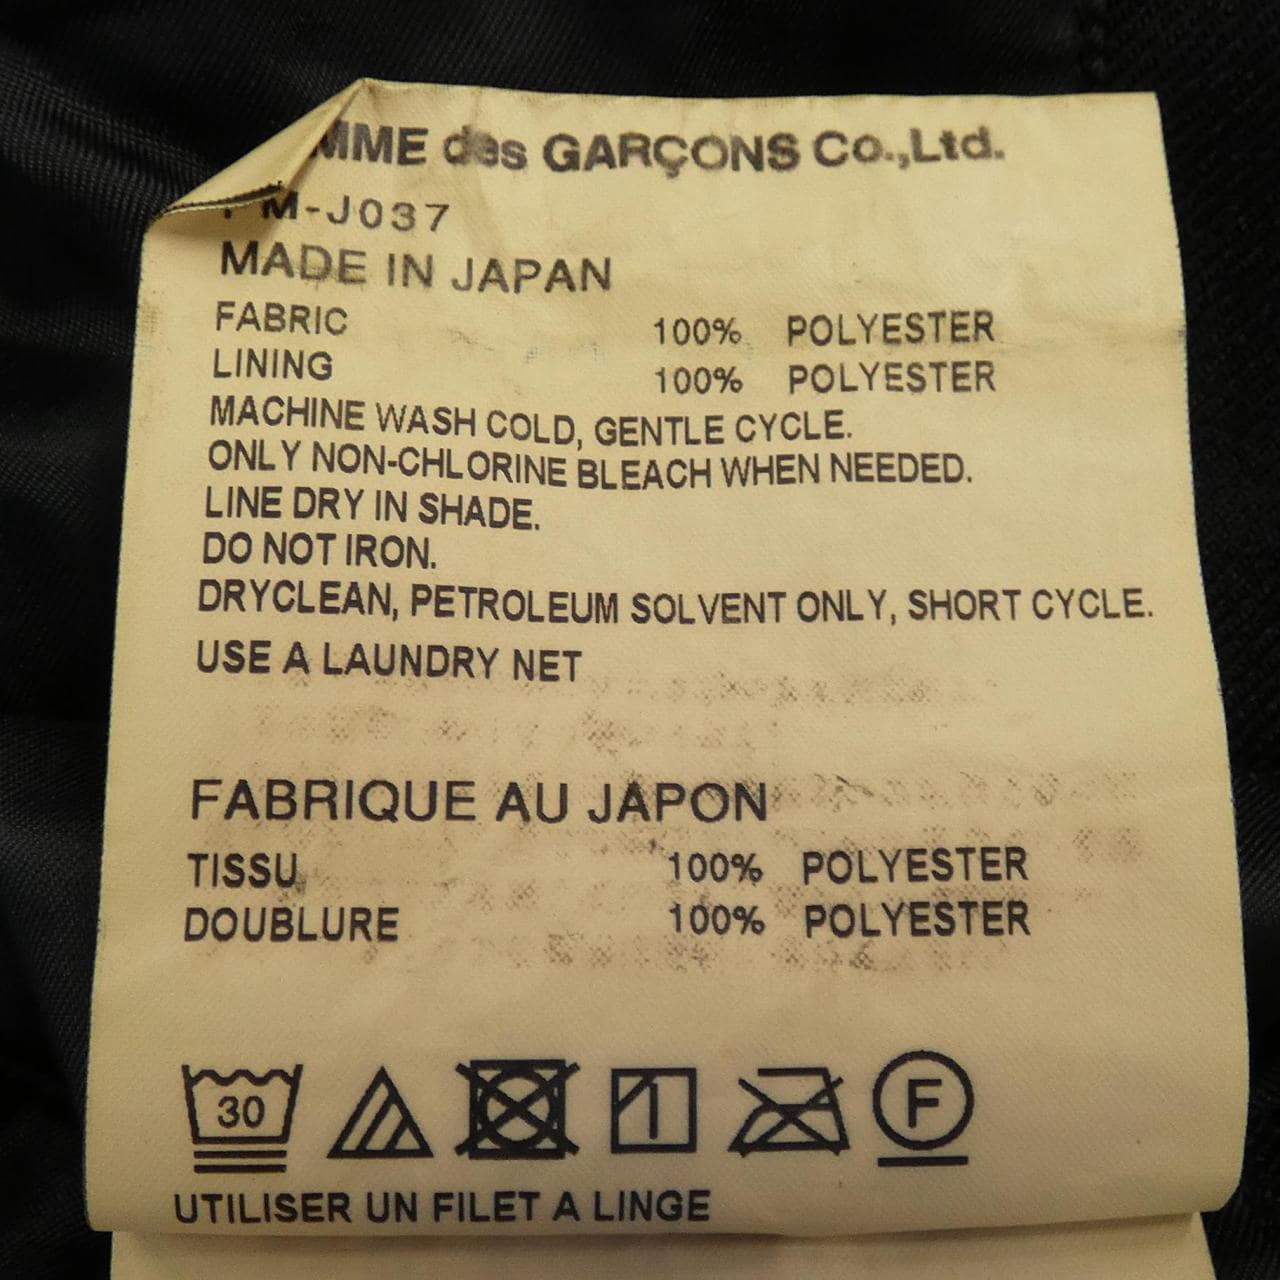 MME des GARÇONS Co.,Ltd.
M-J037
MADE IN JAPAN
FABRIC 100% POLYESTER
LINING 100% POLYESTER
MACHINE WASH COLD, GENTLE CYCLE.
ONLY NON-CHLORINE BLEACH WHEN NEEDED.
LINE DRY IN SHADE.
DO NOT IRON.
DRYCLEAN, PETROLEUM SOLVENT ONLY, SHORT CYCLE.
USE A LAUNDRY NET
FABRIQUE AU JAPON
TISSU 100% POLYESTER
DOUBLURE 100% POLYESTER
30 F
UTILISER UN FILET A LINGE